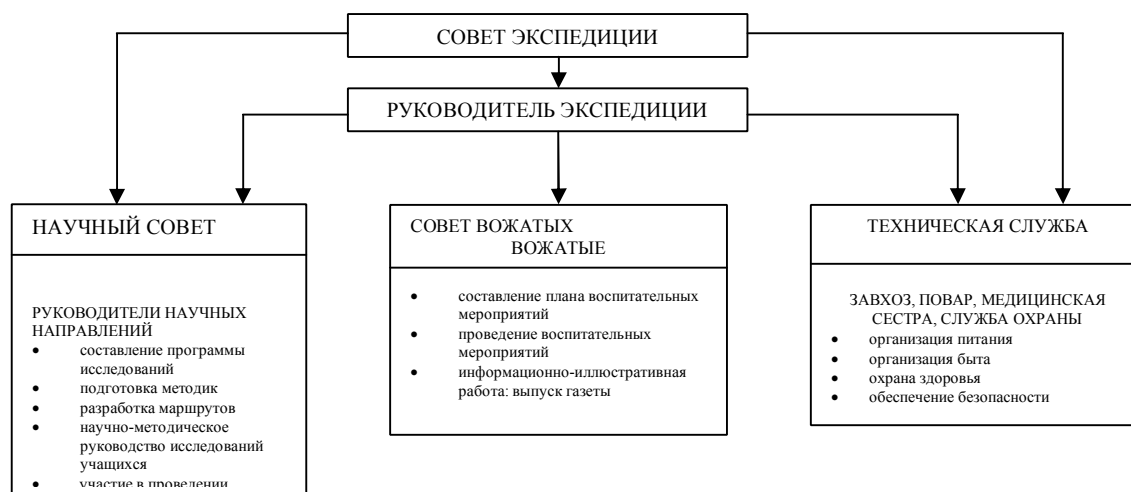 СОВЕТ ЭКСПЕДИЦИИ
РУКОВОДИТЕЛЬ ЭКСПЕДИЦИИ
НАУЧНЫЙ СОВЕТ
РУКОВОДИТЕЛИ НАУЧНЫХ
НАПРАВЛЕНИЙ
• составление программы
исследований
• подготовка методик
• разработка маршрутов
• научно-методическое
руководство исследований
учащихся
• участие в проведении
СОВЕТ ВОЖАТЫХ
ВОЖАТЫЕ
• составление плана воспитательных
мероприятий
• проведение воспитательных
мероприятий
• информационно-иллюстративная
работа: выпуск газеты
ТЕХНИЧЕСКАЯ СЛУЖБА
ЗАВХОЗ, ПОВАР, МЕДИЦИНСКАЯ
СЕСТРА, СЛУЖБА ОХРАНЫ
• организация питания
• организация быта
• охрана здоровья
• обеспечение безопасности